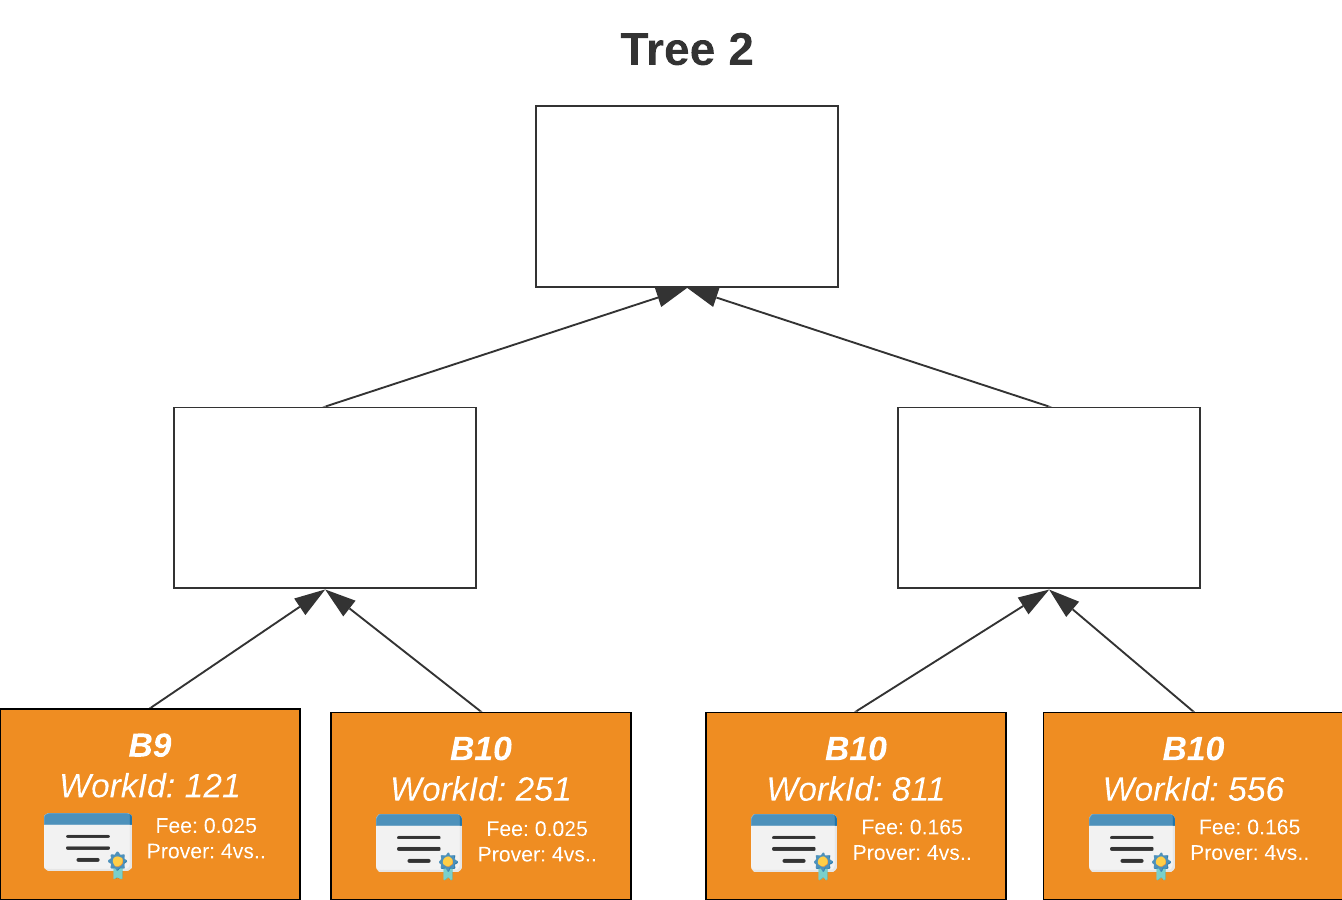 Tree 2
B9
WorkId: 121
Fee: 0.025
Prover: 4vs..
B10
WorkId: 251
Fee: 0.025
Prover: 4vs..
B10
WorkId: 811
Fee: 0.165
Prover: 4vs..
B10
WorkId: 556
Fee: 0.165
Prover: 4vs..